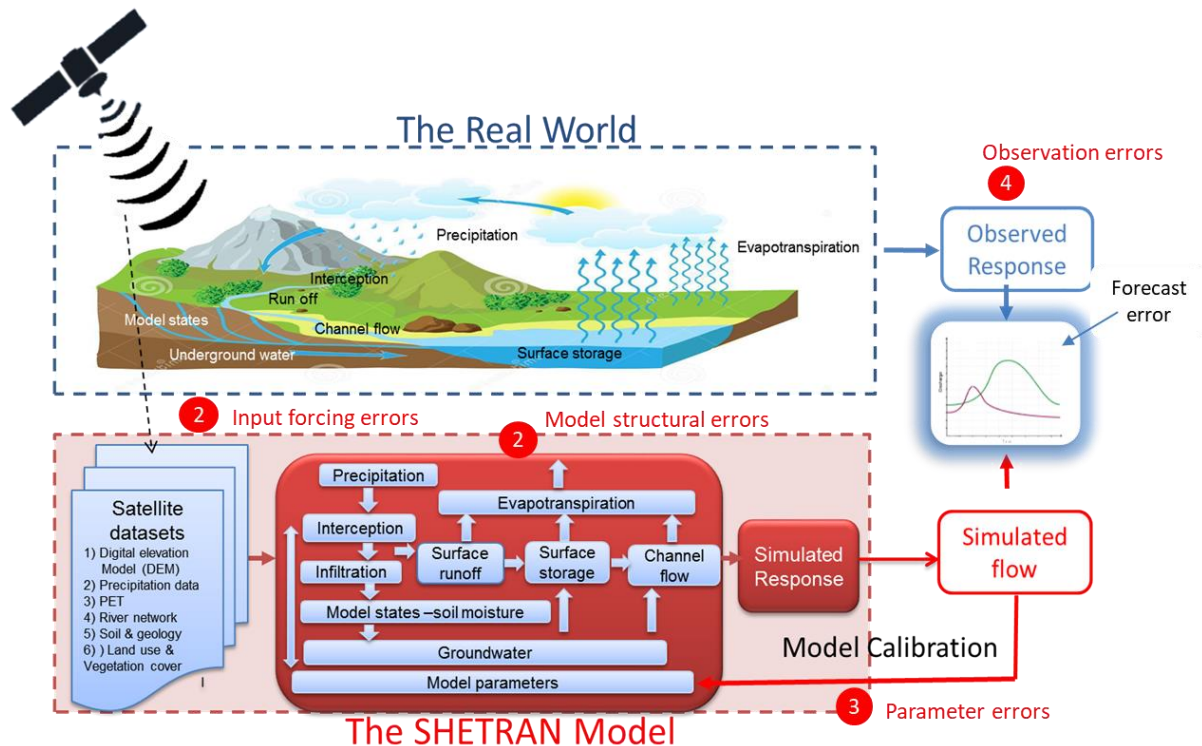 The Real World
Observation errors
4
Precipitation
Evapotranspiration
Observed
Response
Interception
Run off
Model states
Channel flow
Underground water
Surface storage
Forecast
error
Discharge
2
Input forcing errors
Model structural errors
2
Satellite
datasets
1) Digital elevation
Model (DEM)
2) Precipitation data
3) PET
4) River network
5) Soil & geology
6) ) Land use &
Vegetation cover
Precipitation
Evapotranspiration
Interception
Infiltration
Surface
runoff
Surface
storage
Channel
flow
Model states –soil moisture
Groundwater
Model parameters
Simulated
Response
Simulated
flow
Model Calibration
3
Parameter errors
The SHETRAN Model